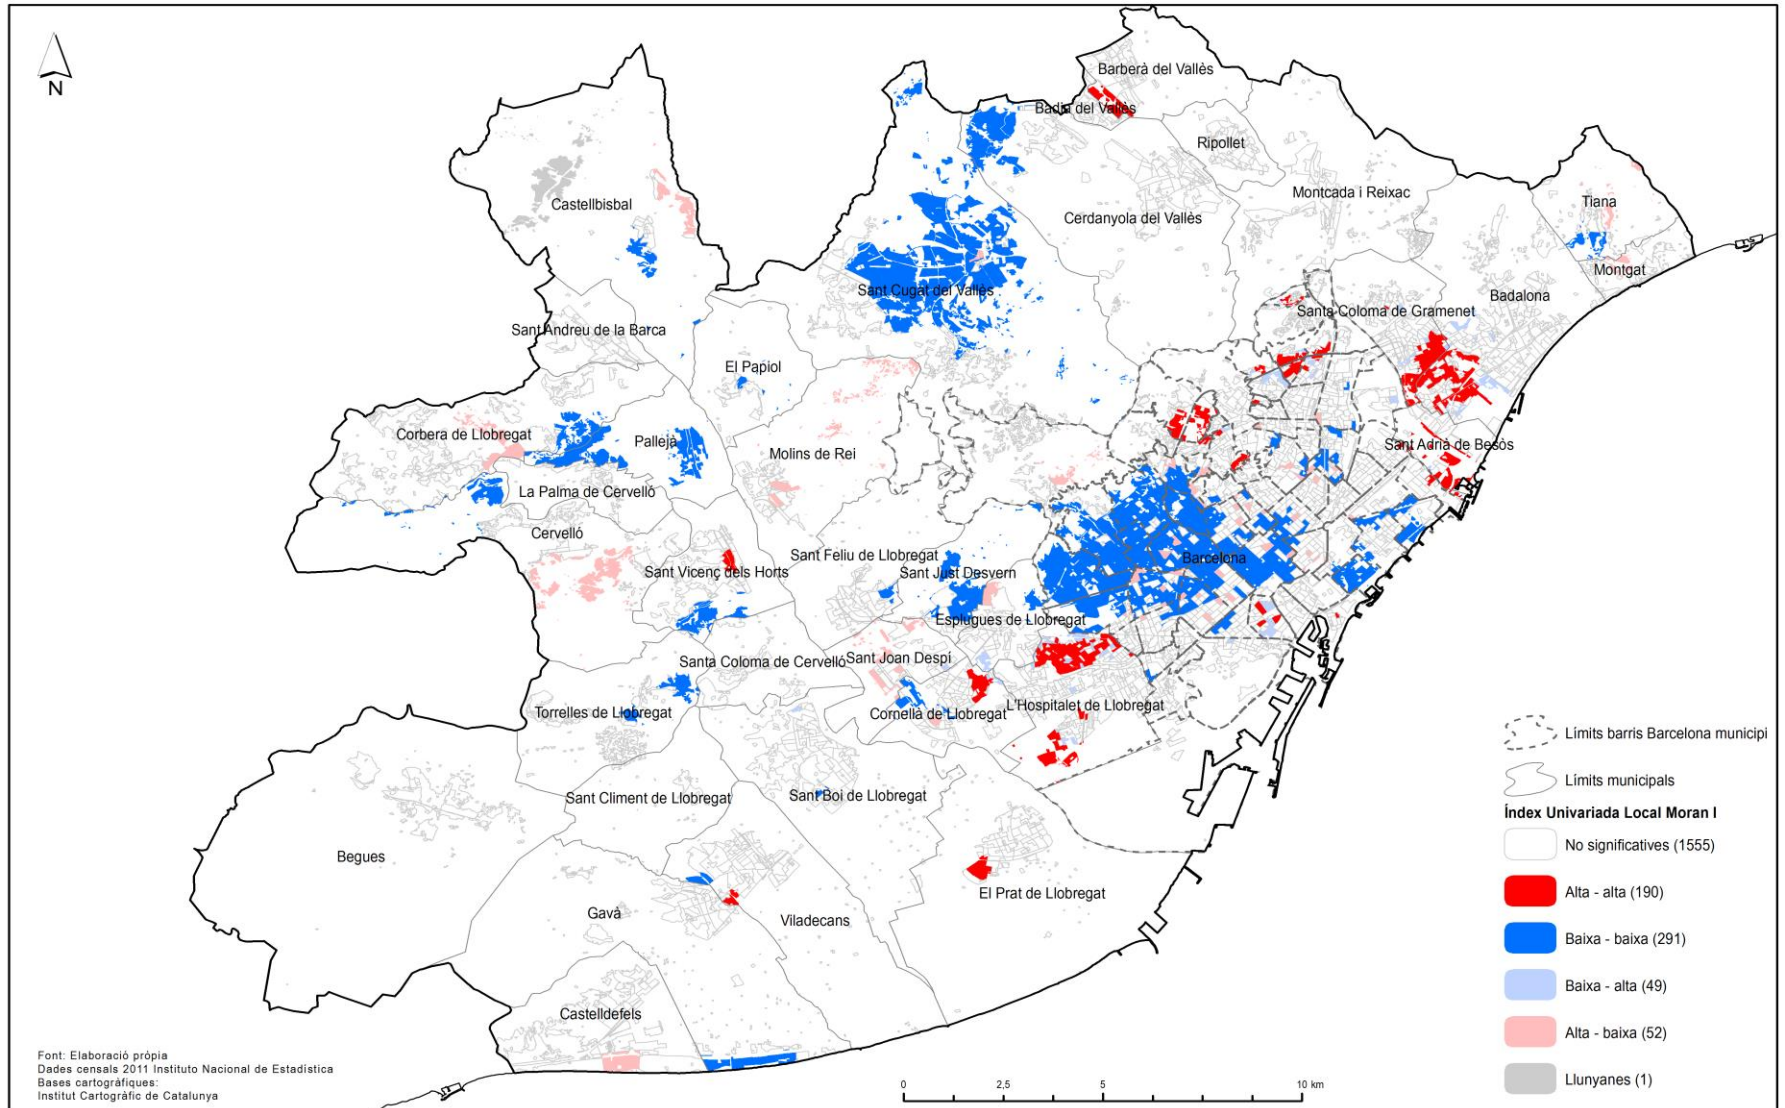 N
Barberà del Vallès
Badia del Vallès
Ripollet
Montcada i Reixac
Castellbisbal
Cerdanyola del Vallès
Tiana
Montgat
Sant Cugat del Vallès
Badalona
Santa Coloma de Gramenet
Sant Andreu de la Barca
El Papiol
Corbera de Llobregat
Pallejà
Molins de Rei
Sant Adrià de Besòs
La Palma de Cervelló
Cervelló
Sant Feliu de Llobregat
Barcelona
Sant Vicenç dels Horts
Sant Just Desvern
Esplugues de Llobregat
Santa Coloma de Cervelló
Sant Joan Despí
Torrelles de Llobregat
Cornellà de Llobregat
L'Hospitalet de Llobregat
Sant Climent de Llobregat
Sant Boi de Llobregat
Begues
El Prat de Llobregat
Gavà
Viladecans
Castelldefels
Límits barris Barcelona municipi
Límits municipals
Índex Univariada Local Moran I
No significatives (1555)
Alta - alta (190)
Baixa - baixa (291)
Baixa - alta (49)
Alta - baixa (52)
Llunyanes (1)
Font: Elaboració pròpia
Dades censals 2011 Instituto Nacional de Estadística
Bases cartogràfiques:
Institut Cartogràfic de Catalunya
0 2,5 5 10 km